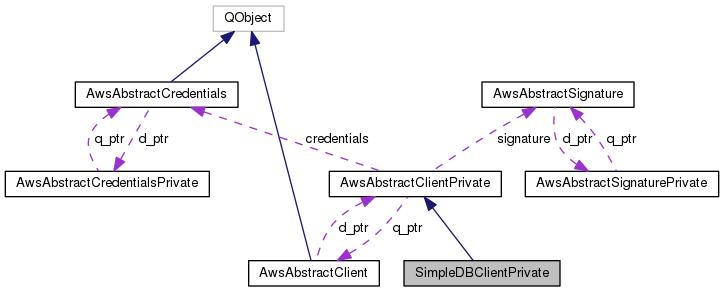 QObject
AwsAbstractCredentials
AwsAbstractSignature
q_ptr
d_ptr
credentials
signature
d_ptr
q_ptr
AwsAbstractCredentialsPrivate
AwsAbstractClientPrivate
AwsAbstractSignaturePrivate
d_ptr
q_ptr
AwsAbstractClient
SimpleDBClientPrivate